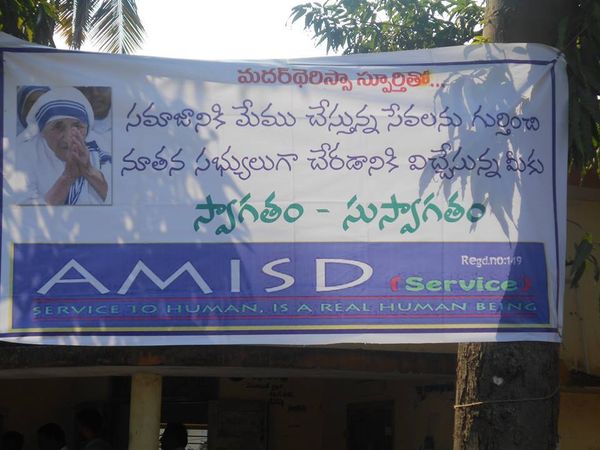 మదర్‌థెరిస్సా స్పూర్తితో...
సమాజానికి మేము చేస్తున్న సేవలను గుర్తించి
నూతన సభ్యులుగా చేరడానికి విచ్చేసున్న మీకు
స్వాగతం - సుస్వాగతం
Regd.no:149
AMISD (Service)
SERVICE TO HUMAN, IS A REAL HUMAN BEING